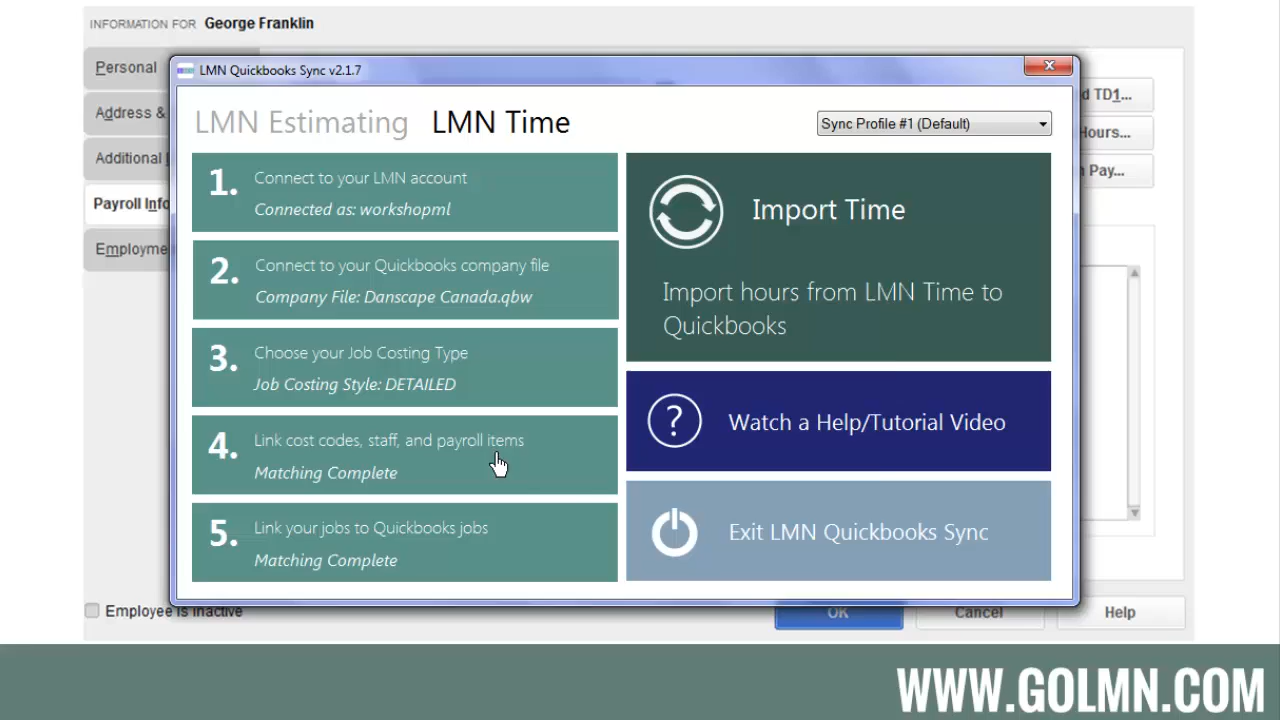 INFORMATION FOR George Franklin
Personal
Address &
Additional
Payroll Info
Employme
LMN Quickbooks Sync v2.1.7
LMN Estimating LMN Time
Sync Profile #1 (Default)
1. Connect to your LMN account
Connected as: workshopml
2. Connect to your Quickbooks company file
Company File: Danscape Canada.qbw
3. Choose your Job Costing Type
Job Costing Style: DETAILED
4. Link cost codes, staff, and payroll items
Matching Complete
5. Link your jobs to Quickbooks jobs
Matching Complete
Import Time
Import hours from LMN Time to
Quickbooks
? Watch a Help/Tutorial Video
Exit LMN Quickbooks Sync
d TD1...
Hours...
Pay...
Employee is inactive
OK
Cancel
Help
WWW.GOLMN.COM